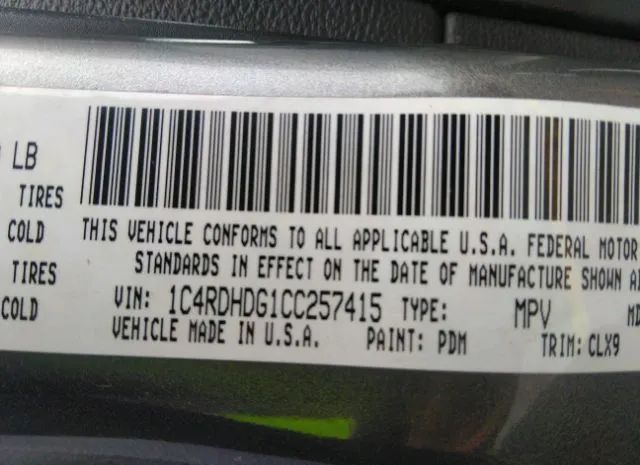 LB
TIRES
COLD THIS VEHICLE CONFORMS TO ALL APPLICABLE U.S.A. FEDERAL MOTOR
TIRES STANDARDS IN EFFECT ON THE DATE OF MANUFACTURE SHOWN
COLD VIN: 1C4RDHDG1CC257415 TYPE: MPV
VEHICLE MADE IN U.S.A. PAINT: PDM TRIM: CLX9